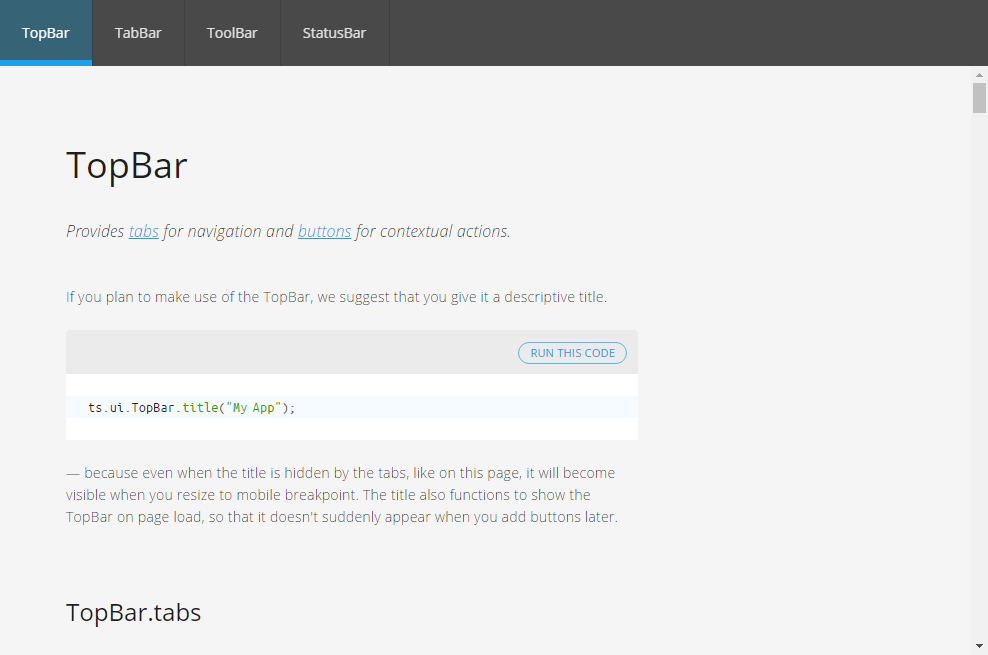 TopBar TabBar ToolBar StatusBar
TopBar
Provides tabs for navigation and buttons for contextual actions.
If you plan to make use of the TopBar, we suggest that you give it a descriptive title.
RUN THIS CODE
ts.ui.TopBar.title("My App");
— because even when the title is hidden by the tabs, like on this page, it will become
visible when you resize to mobile breakpoint. The title also functions to show the
TopBar on page load, so that it doesn't suddenly appear when you add buttons later.
TopBar.tabs